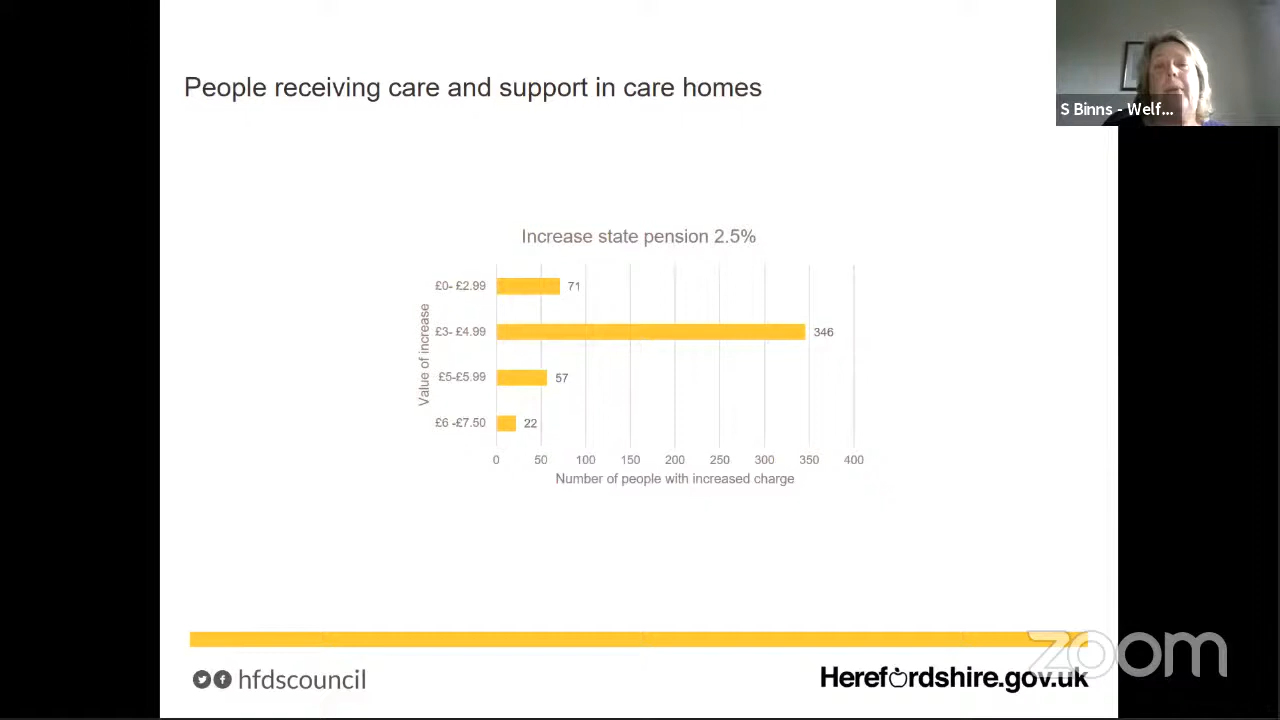 People receiving care and support in care homes
S Binns - Welf...
Increase state pension 2.5%
Value of increase
£0- £2.99
71
£3- £4.99
346
£5-£5.99
57
£6 -£7.50
22
0 50 100 150 200 250 300 350 400
Number of people with increased charge
hfdscouncil
Herefordshire.gov.uk
zoom